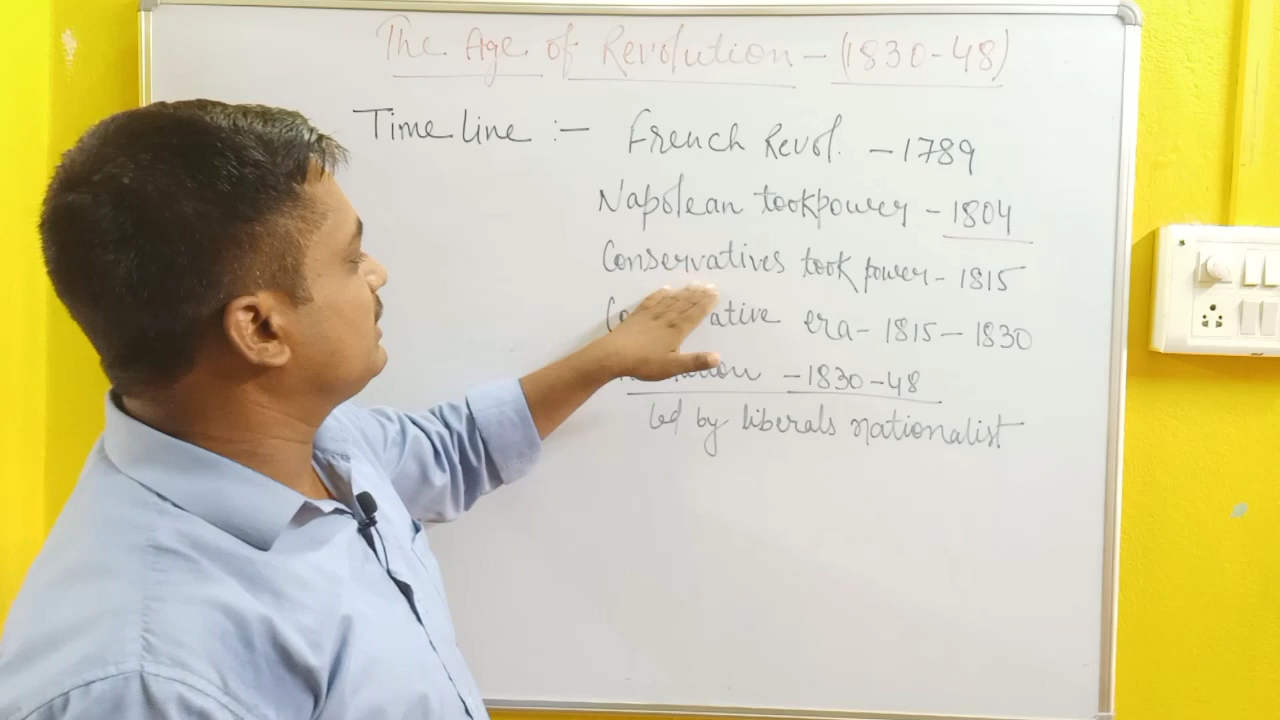 The Age of Revolution - (1830-48)
Time line :- French Revol. - 1789
Napolean took power - 1804
Conservatives took power - 1815
era - 1815 - 1830
- 1830 - 48
led by liberals nationalist